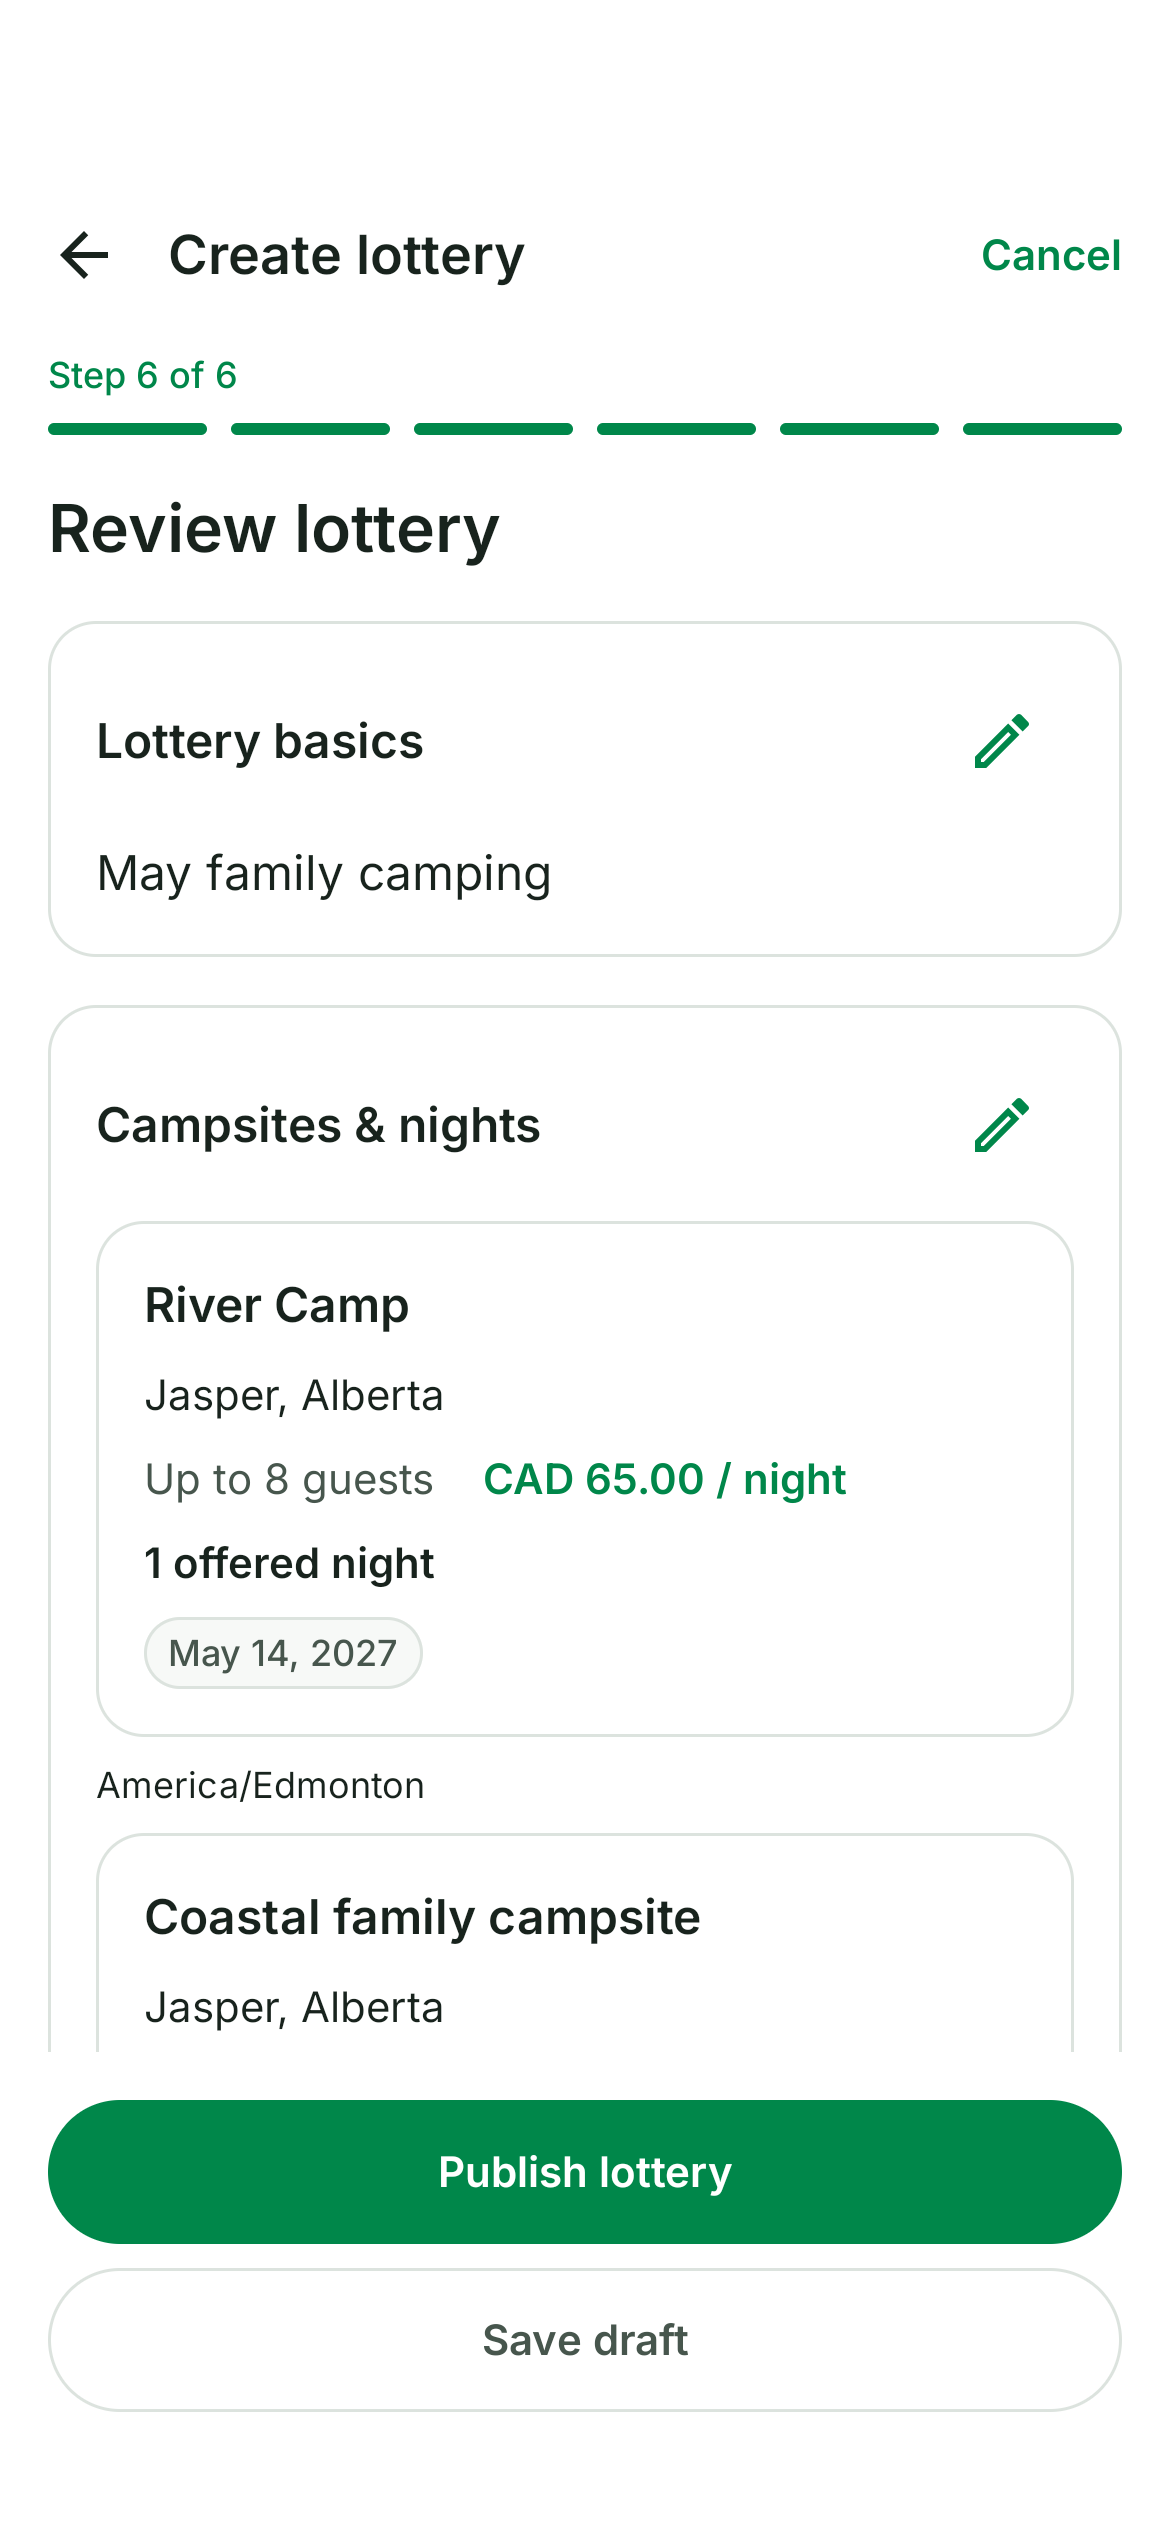 Create lottery
Cancel
Step 6 of 6
Review lottery
Lottery basics
May family camping
Campsites & nights
River Camp
Jasper, Alberta
Up to 8 guests CAD 65.00 / night
1 offered night
May 14, 2027
America/Edmonton
Coastal family campsite
Jasper, Alberta
Publish lottery
Save draft